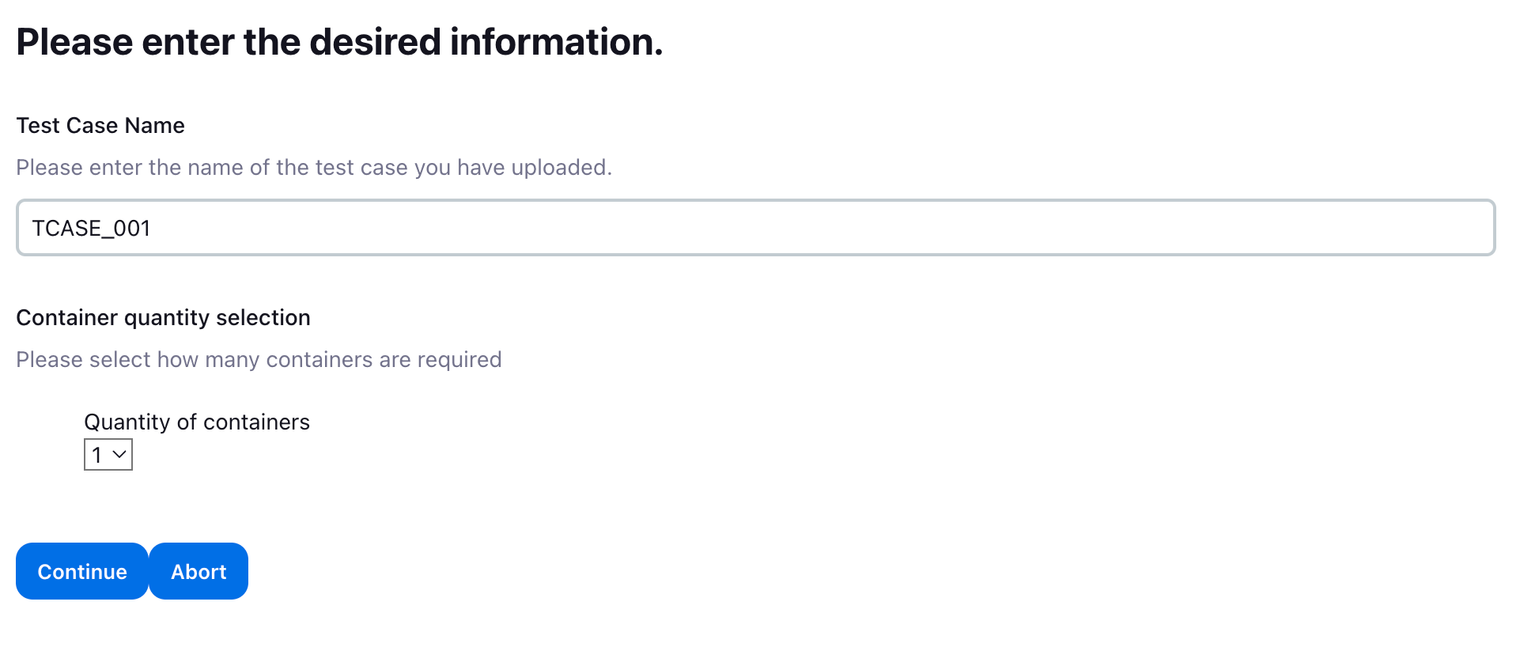 Please enter the desired information.
Test Case Name
Please enter the name of the test case you have uploaded.
TCASE_001
Container quantity selection
Please select how many containers are required
Quantity of containers
1
Continue Abort